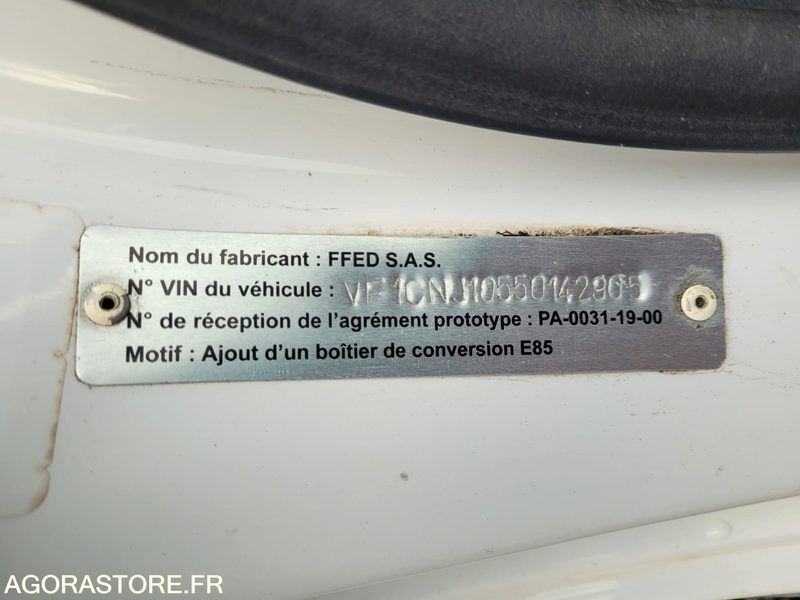 Nom du fabricant : FFED S.A.S.
N° VIN du véhicule : VF1CNJ10550142965
N° de réception de l'agrément prototype : PA-0031-19-00
Motif : Ajout d'un boîtier de conversion E85
AGORASTORE.FR